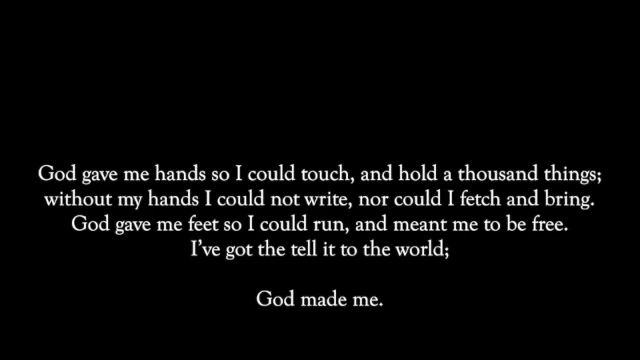 God gave me hands so I could touch, and hold a thousand things;
without my hands I could not write, nor could I fetch and bring.
God gave me feet so I could run, and meant me to be free.
I've got the tell it to the world;
God made me.